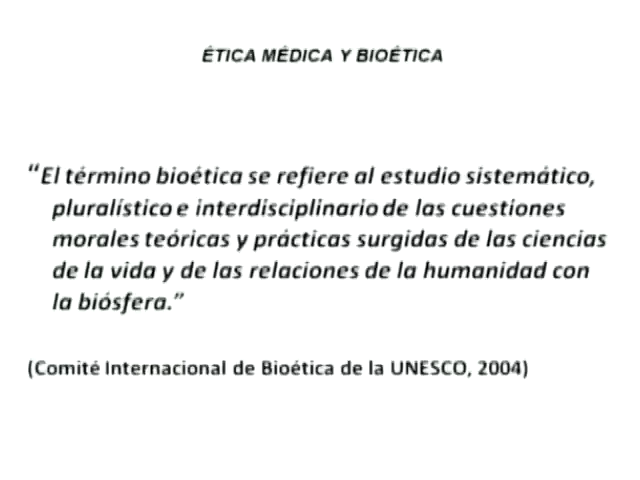 ÉTICA MÉDICA Y BIOÉTICA
“El término bioética se refiere al estudio sistemático,
pluralístico e interdisciplinario de las cuestiones
morales teóricas y prácticas surgidas de las ciencias
de la vida y de las relaciones de la humanidad con
la biósfera.”
(Comité Internacional de Bioética de la UNESCO, 2004)